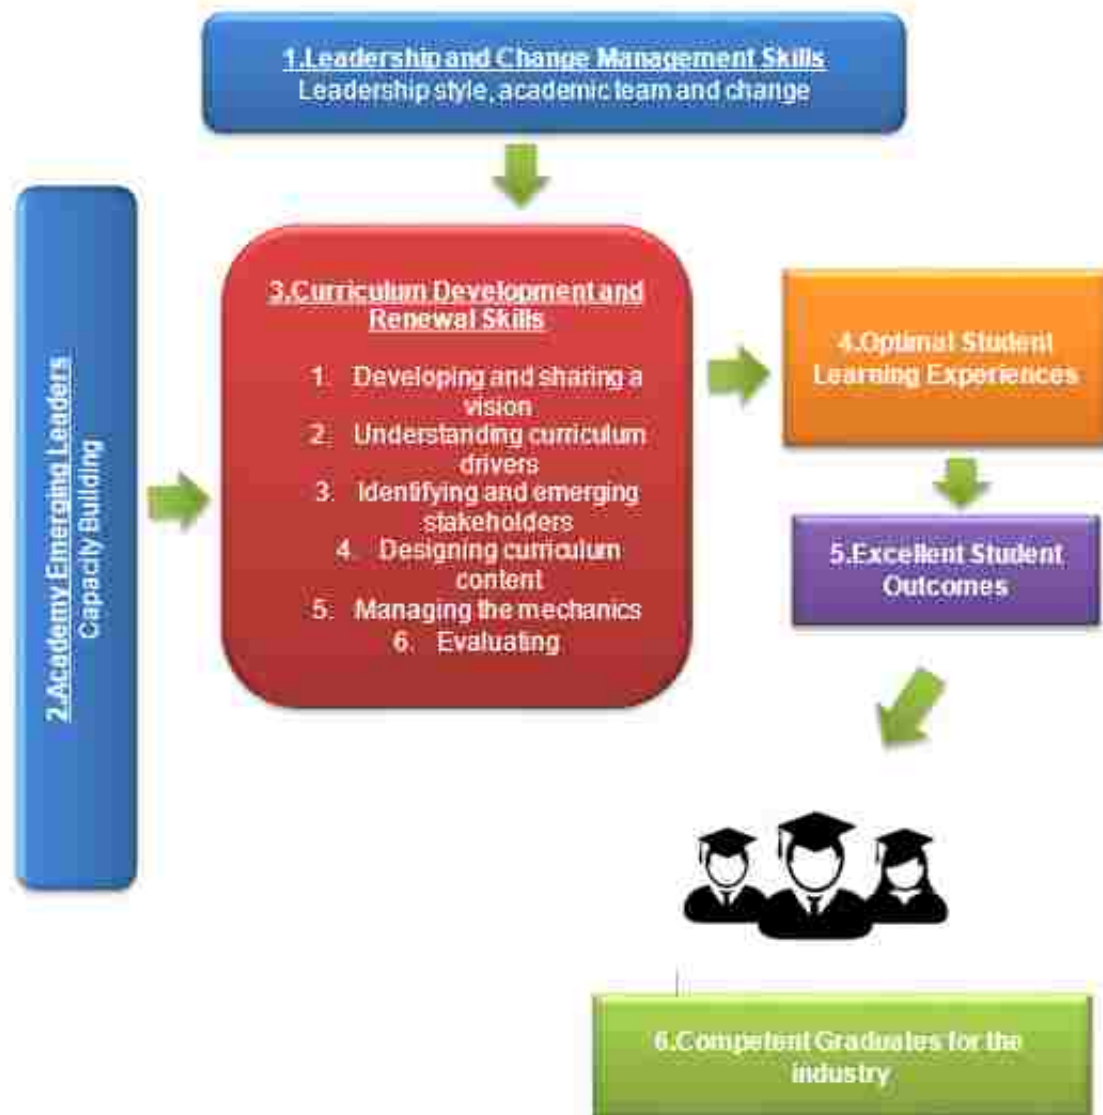 1.Leadership and Change Management Skills
Leadership style, academic team and change
2.Academy Emerging Leaders
Capacity Building
3.Curriculum Development and
Renewal Skills
1. Developing and sharing a
vision
2. Understanding curriculum
drivers
3. Identifying and emerging
stakeholders
4. Designing curriculum
content
5. Managing the mechanics
6. Evaluating
4.Optimal Student
Learning Experiences
5.Excellent Student
Outcomes
6.Competent Graduates for the
industry